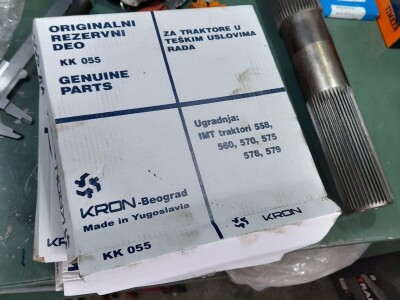 ORIGINALNI
REZERVNI
DEO
KK 055
GENUINE
PARTS
ZA TRAKTORE U
TEŠKIM USLOVIMA
RADA
Ugradnja:
IMT traktori 558,
560, 570, 575
576, 579
KRON-Beograd
Made in Yugoslavia
KRON
KK 055